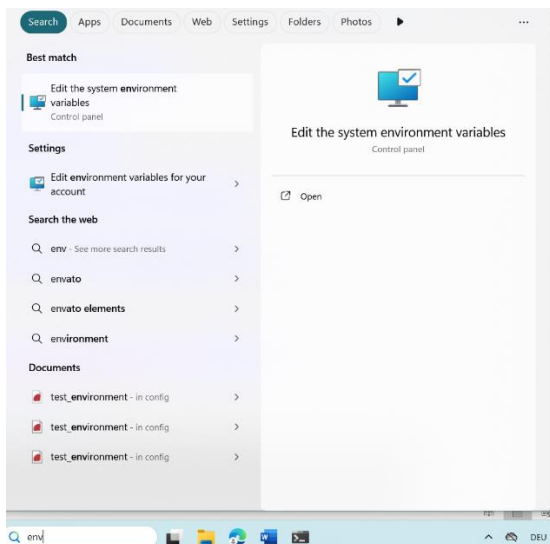 Search Apps Documents Web Settings Folders Photos
Best match
Edit the system environment
variables
Control panel
Settings
Edit environment variables for your
account
Search the web
env - See more search results
envato
envato elements
environment
Documents
test_environment - in config
test_environment - in config
test_environment - in config
Edit the system environment variables
Control panel
Open
env
DEU